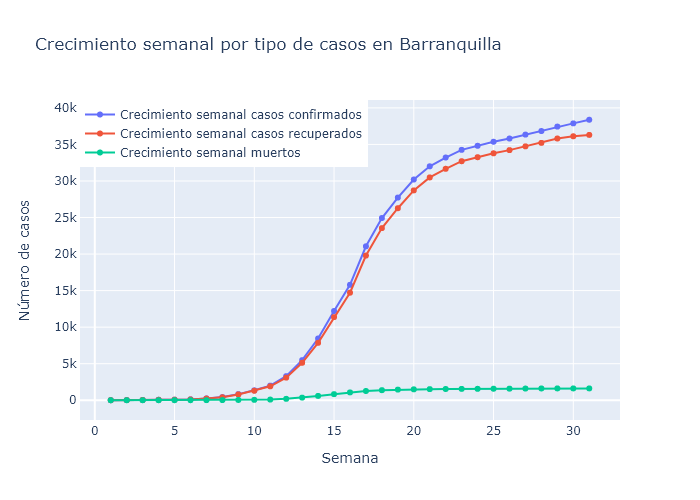 Crecimiento semanal por tipo de casos en Barranquilla
Crecimiento semanal casos confirmados
Crecimiento semanal casos recuperados
Crecimiento semanal muertos
Número de casos
40k
35k
30k
25k
20k
15k
10k
5k
0
0 5 10 15 20 25 30
Semana